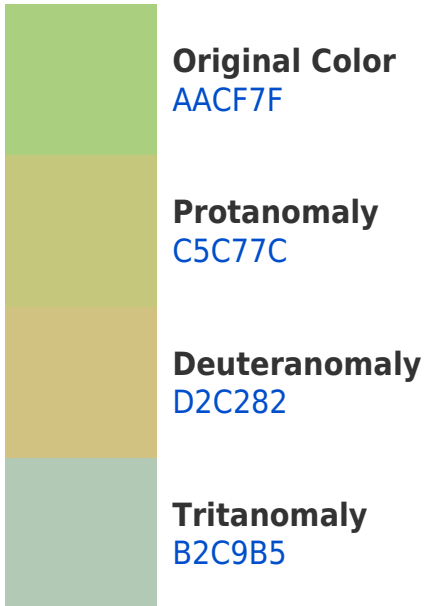 Original Color
AACF7F
Protanomaly
C5C77C
Deuteranomaly
D2C282
Tritanomaly
B2C9B5